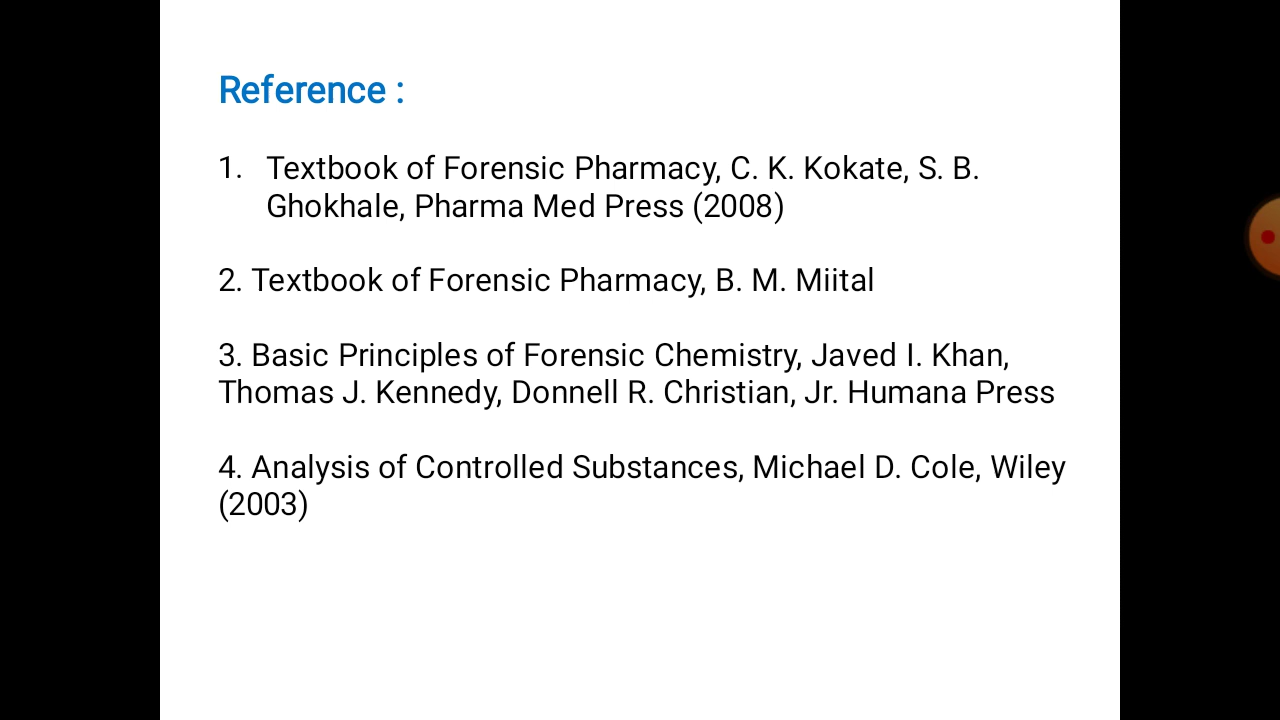 Reference :
1. Textbook of Forensic Pharmacy, C. K. Kokate, S. B.
Ghokhale, Pharma Med Press (2008)
2. Textbook of Forensic Pharmacy, B. M. Miital
3. Basic Principles of Forensic Chemistry, Javed I. Khan,
Thomas J. Kennedy, Donnell R. Christian, Jr. Humana Press
4. Analysis of Controlled Substances, Michael D. Cole, Wiley
(2003)